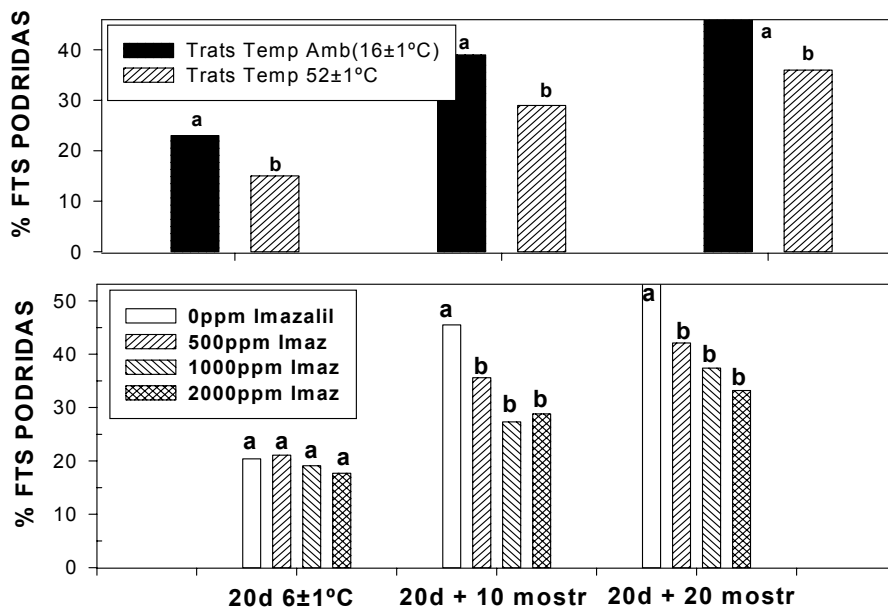 % FTS PODRIDAS
40
30
20
10
0
Trats Temp Amb(16±1ºC)
Trats Temp 52±1ºC
a
b
a
b
a
b
% FTS PODRIDAS
50
40
30
20
10
0
0ppm Imazalil
500ppm Imaz
1000ppm Imaz
2000ppm Imaz
a
a
a
a
a
b
b
b
a
b
b
b
20d 6±1ºC
20d + 10 mostr
20d + 20 mostr